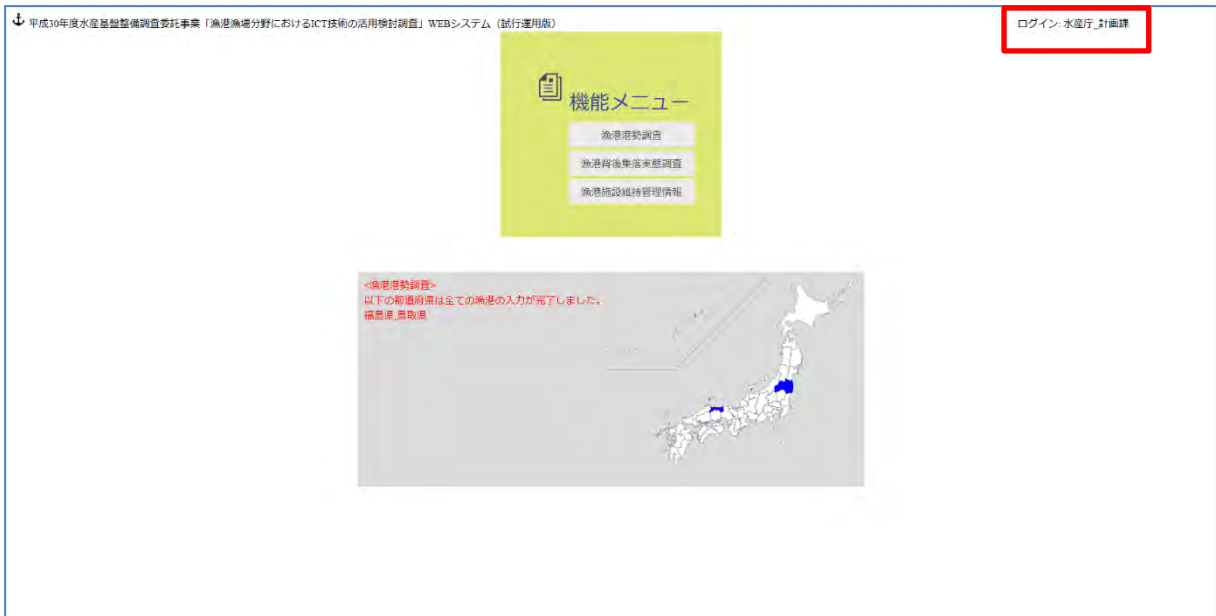 平成30年度水産基盤整備調査委託事業「漁港漁場分野におけるICT技術の活用検討調査」WEBシステム（試行運用版）
ログイン: 水産庁_計画課
機能メニュー
漁港港勢調査
漁港背後集落実態調査
漁港施設維持管理情報
<漁港港勢調査>
以下の都道府県は全ての漁港の入力が完了しました。
福島県,鳥取県